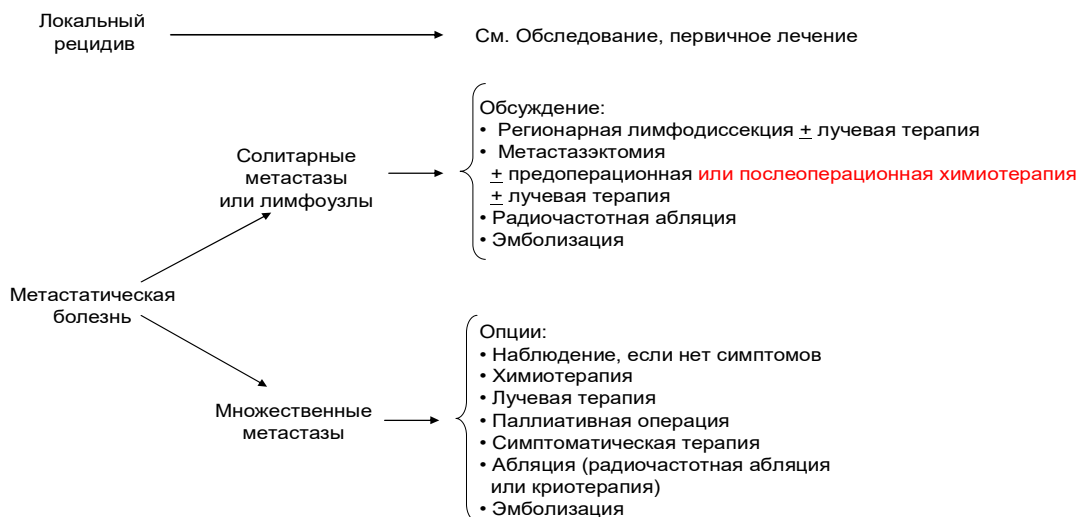 Локальный
рецидив
См. Обследование, первичное лечение
Солитарные
метастазы
или лимфоузлы
Обсуждение:
• Регионарная лимфодиссекция + лучевая терапия
• Метастазэктомия
+ предоперационная или послеоперационная химиотерапия
+ лучевая терапия
• Радиочастотная абляция
• Эмболизация
Метастатическая
болезнь
Множественные
метастазы
Опции:
• Наблюдение, если нет симптомов
• Химиотерапия
• Лучевая терапия
• Паллиативная операция
• Симптоматическая терапия
• Абляция (радиочастотная абляция
или криотерапия)
• Эмболизация